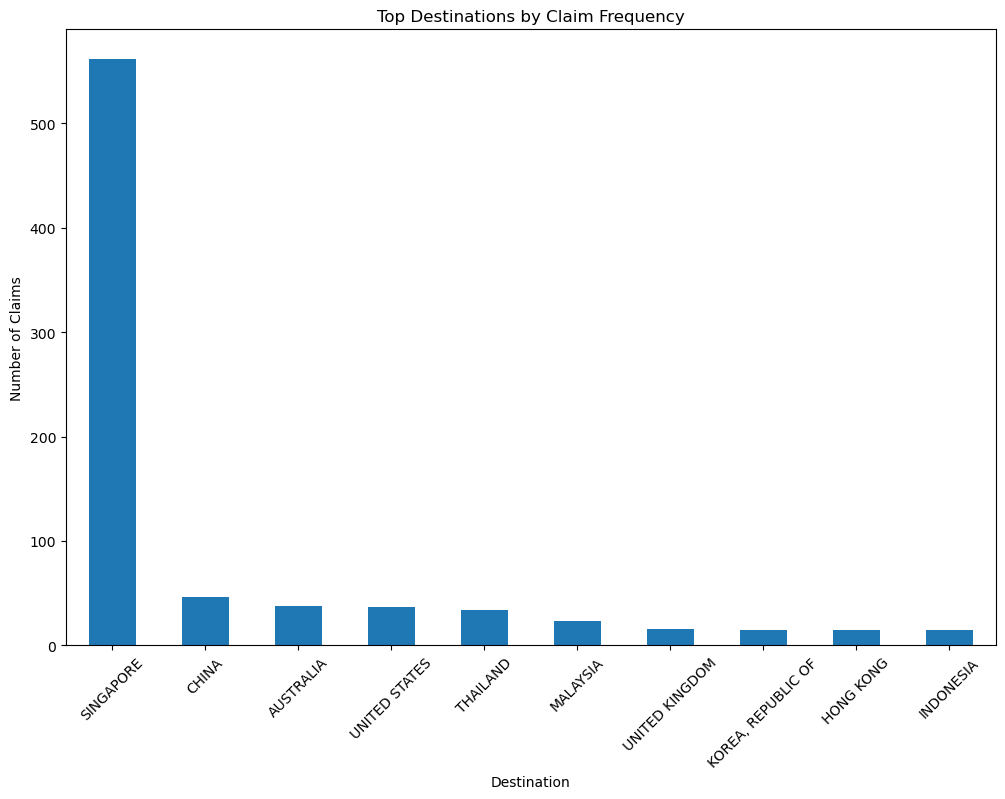 Top Destinations by Claim Frequency
Number of Claims
500
400
300
200
100
0
SINGAPORE
CHINA
AUSTRALIA
UNITED STATES
THAILAND
MALAYSIA
UNITED KINGDOM
KOREA, REPUBLIC OF
HONG KONG
INDONESIA
Destination